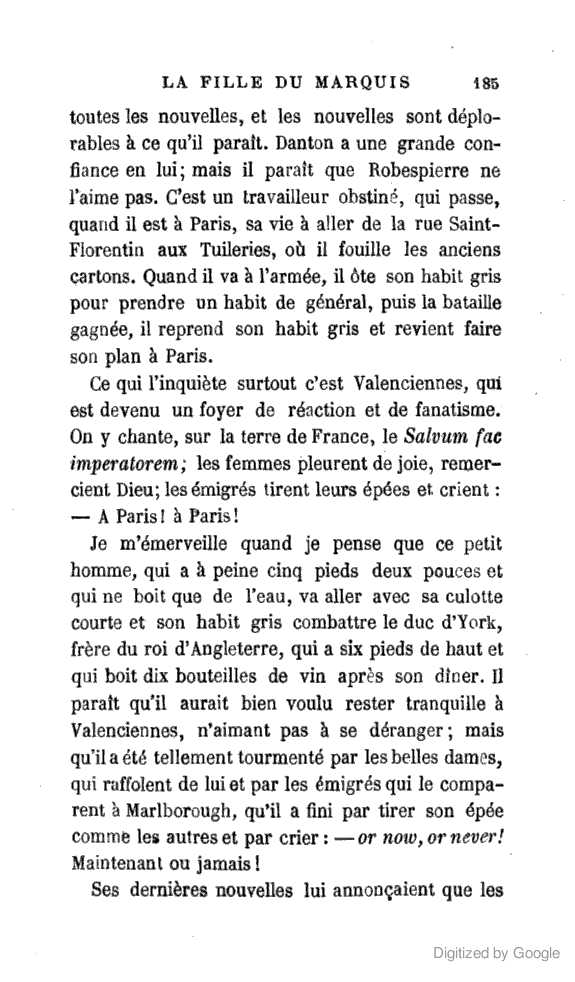 LA FILLE DU MARQUIS 185
toutes les nouvelles, et les nouvelles sont déplo-
rables à ce qu'il paraît. Danton a une grande con-
fiance en lui; mais il paraît que Robespierre ne
l'aime pas. C'est un travailleur obstiné, qui passe,
quand il est à Paris, sa vie à aller de la rue Saint-
Florentin aux Tuileries, où il fouille les anciens
cartons. Quand il va à l'armée, il ôte son habit gris
pour prendre un habit de général, puis la bataille
gagnée, il reprend son habit gris et revient faire
son plan à Paris.
Ce qui l'inquiète surtout c'est Valenciennes, qui
est devenu un foyer de réaction et de fanatisme.
On y chante, sur la terre de France, le Salvum fac
imperatorem; les femmes pleurent de joie, remer-
cient Dieu; les émigrés tirent leurs épées et crient :
— A Paris! à Paris!
Je m'émerveille quand je pense que ce petit
homme, qui a à peine cinq pieds deux pouces et
qui ne boit que de l'eau, va aller avec sa culotte
courte et son habit gris combattre le duc d'York,
frère du roi d'Angleterre, qui a six pieds de haut et
qui boit dix bouteilles de vin après son dîner. Il
paraît qu'il aurait bien voulu rester tranquille à
Valenciennes, n'aimant pas à se déranger; mais
qu'il a été tellement tourmenté par les belles dames,
qui raffolent de lui et par les émigrés qui le compa-
rent à Marlborough, qu'il a fini par tirer son épée
comme les autres et par crier : — or now, or never!
Maintenant ou jamais!
Ses dernières nouvelles lui annonçaient que les
Digitized by Google